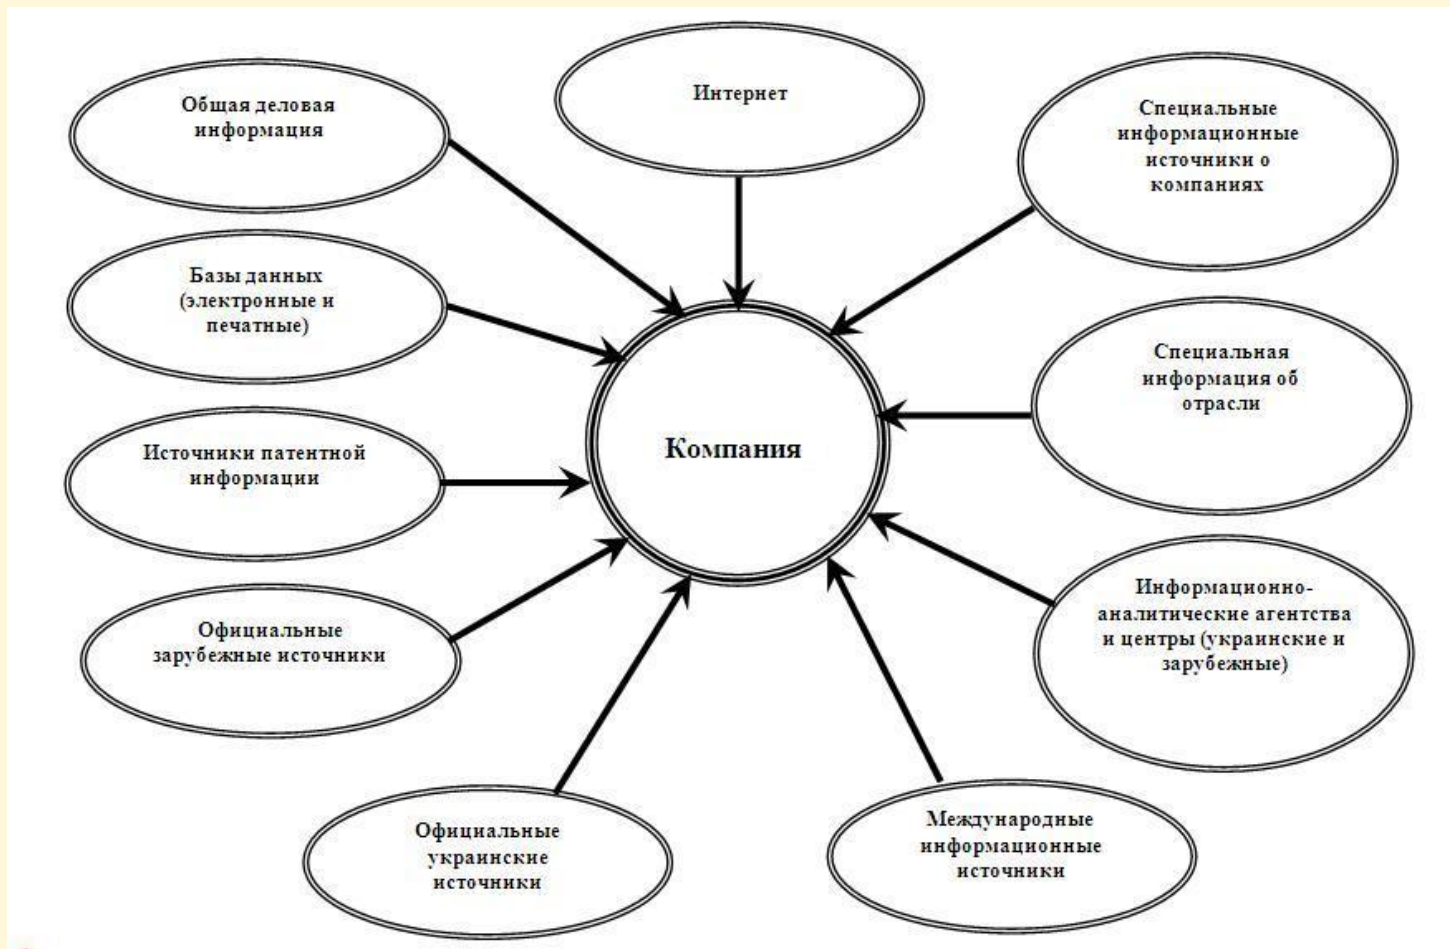 Общая деловая
информация
Интернет
Специальные
информационные
источники о
компаниях
Базы данных
(электронные и
печатные)
Специальная
информация об
отрасли
Источники патентной
информации
Компания
Официальные
зарубежные источники
Информационно-
аналитические агентства
и центры (украинские и
зарубежные)
Официальные
украинские
источники
Международные
информационные
источники